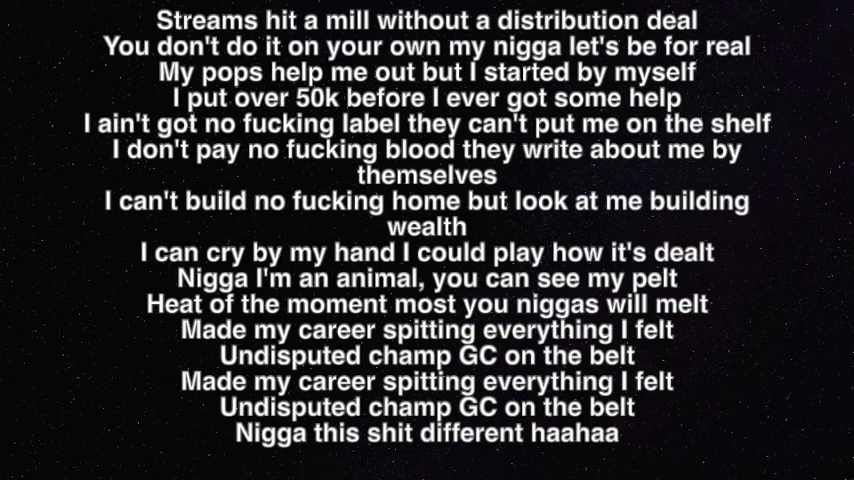 Streams hit a mill without a distribution deal
You don't do it on your own my nigga let's be for real
My pops help me out but I started by myself
I put over 50k before I ever got some help
I ain't got no fucking label they can't put me on the shelf
I don't pay no fucking blood they write about me by
themselves
I can't build no fucking home but look at me building
wealth
I can cry by my hand I could play how it's dealt
Nigga I'm an animal, you can see my pelt
Heat of the moment most you niggas will melt
Made my career spitting everything I felt
Undisputed champ GC on the belt
Made my career spitting everything I felt
Undisputed champ GC on the belt
Nigga this shit different haahaa